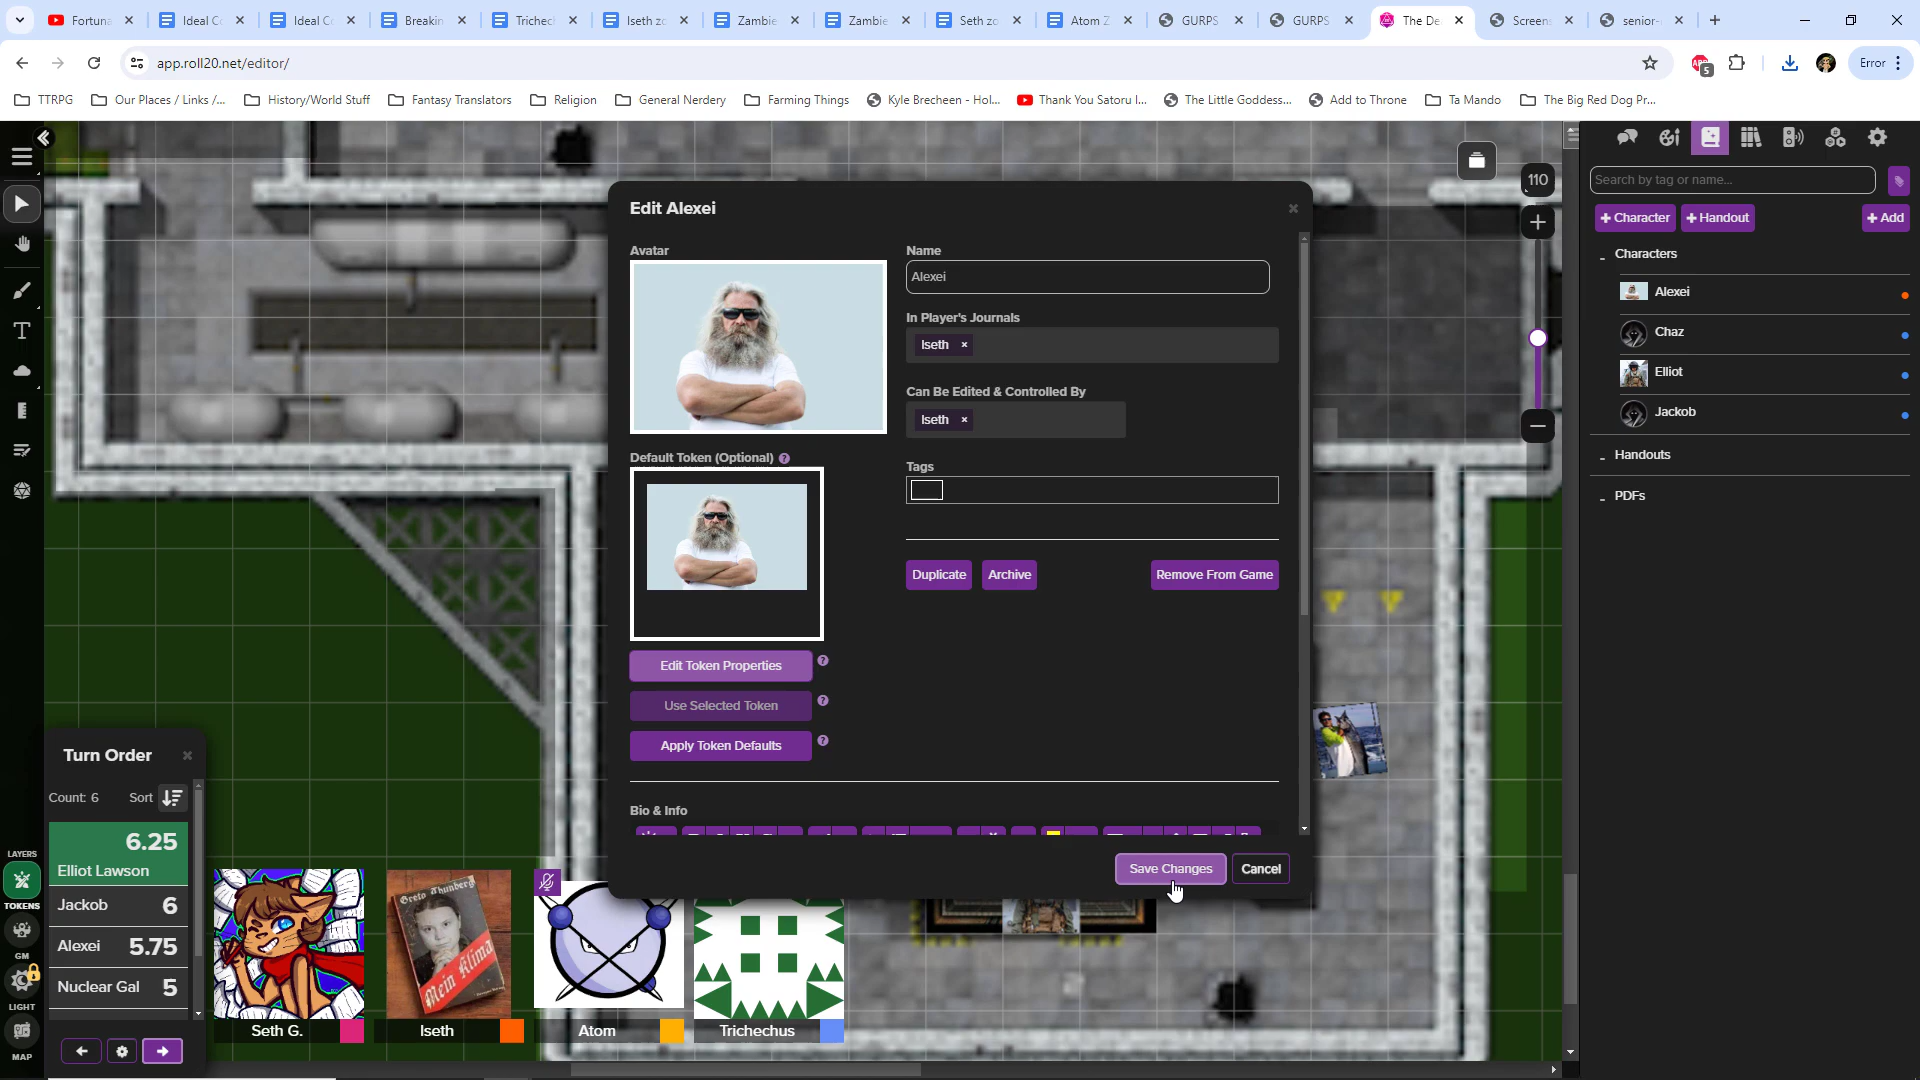 Fortuna
Ideal C
Ideal C
Breakin
Trichec
Iseth zo
Zambie
Zambie
Seth zo
Atom Z
GURPS
GURPS
The De
Screens
senior-
app.roll20.net/editor/
5
Error
TTRPG
Our Places / Links /...
History/World Stuff
Fantasy Translators
Religion
General Nerdery
Farming Things
Kyle Brecheen - Hol...
Thank You Satoru I...
The Little Goddess...
Add to Throne
Ta Mando
The Big Red Dog Pr...
110
Search by tag or name...
+ Character
+ Handout
+ Add
Characters
Alexei
Chaz
Elliot
Jackob
Handouts
PDFs
Edit Alexei
Avatar
Name
Alexei
In Player's Journals
Iseth ×
Can Be Edited & Controlled By
Iseth ×
Default Token (Optional) ?
Tags
Duplicate
Archive
Remove From Game
Edit Token Properties ?
Use Selected Token ?
Apply Token Defaults ?
Bio & Info
Save Changes
Cancel
Turn Order
Count: 6
Sort
6.25
Elliot Lawson
Jackob 6
Alexei 5.75
Nuclear Gal 5
LAYERS
TOKENS
GM
LIGHT
MAP
Greta Thunberg
Mein Klima
Seth G.
Iseth
Atom
Trichechus